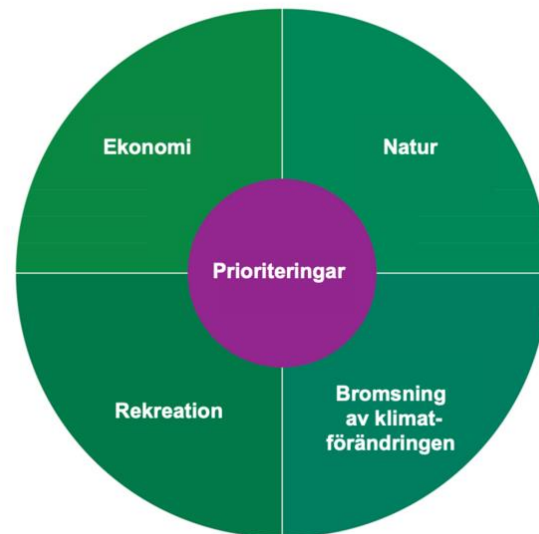 Ekonomi
Natur
Prioriteringar
Rekreation
Bromsning
av klimat-
förändringen